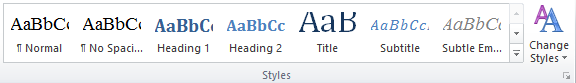 AaBbCc AaBbCc AaBbCc AaBbCc AaB AaBbCc. AaBbCc.
¶ Normal ¶ No Spaci... Heading 1 Heading 2 Title Subtitle Subtle Em...
Change
Styles
Styles